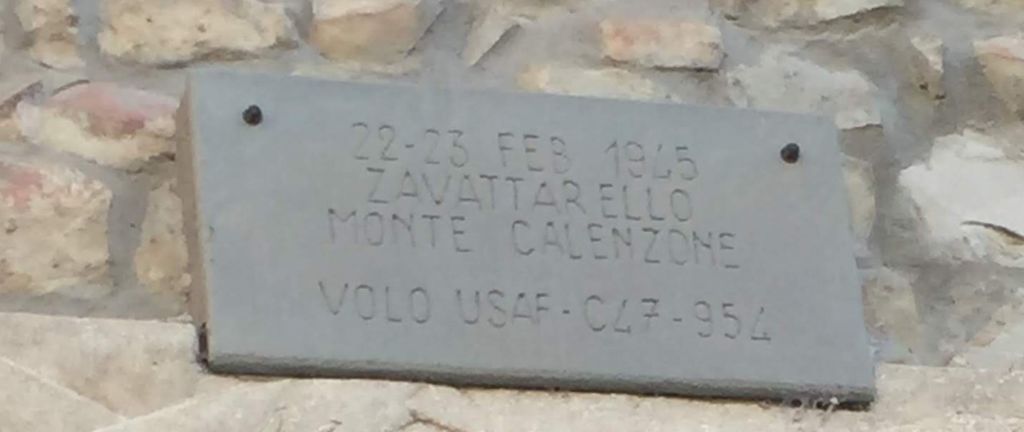 22-23 FEB 1945
ZAVATTARELLO
MONTE CALENZONE
VOLO USAF-C47-954